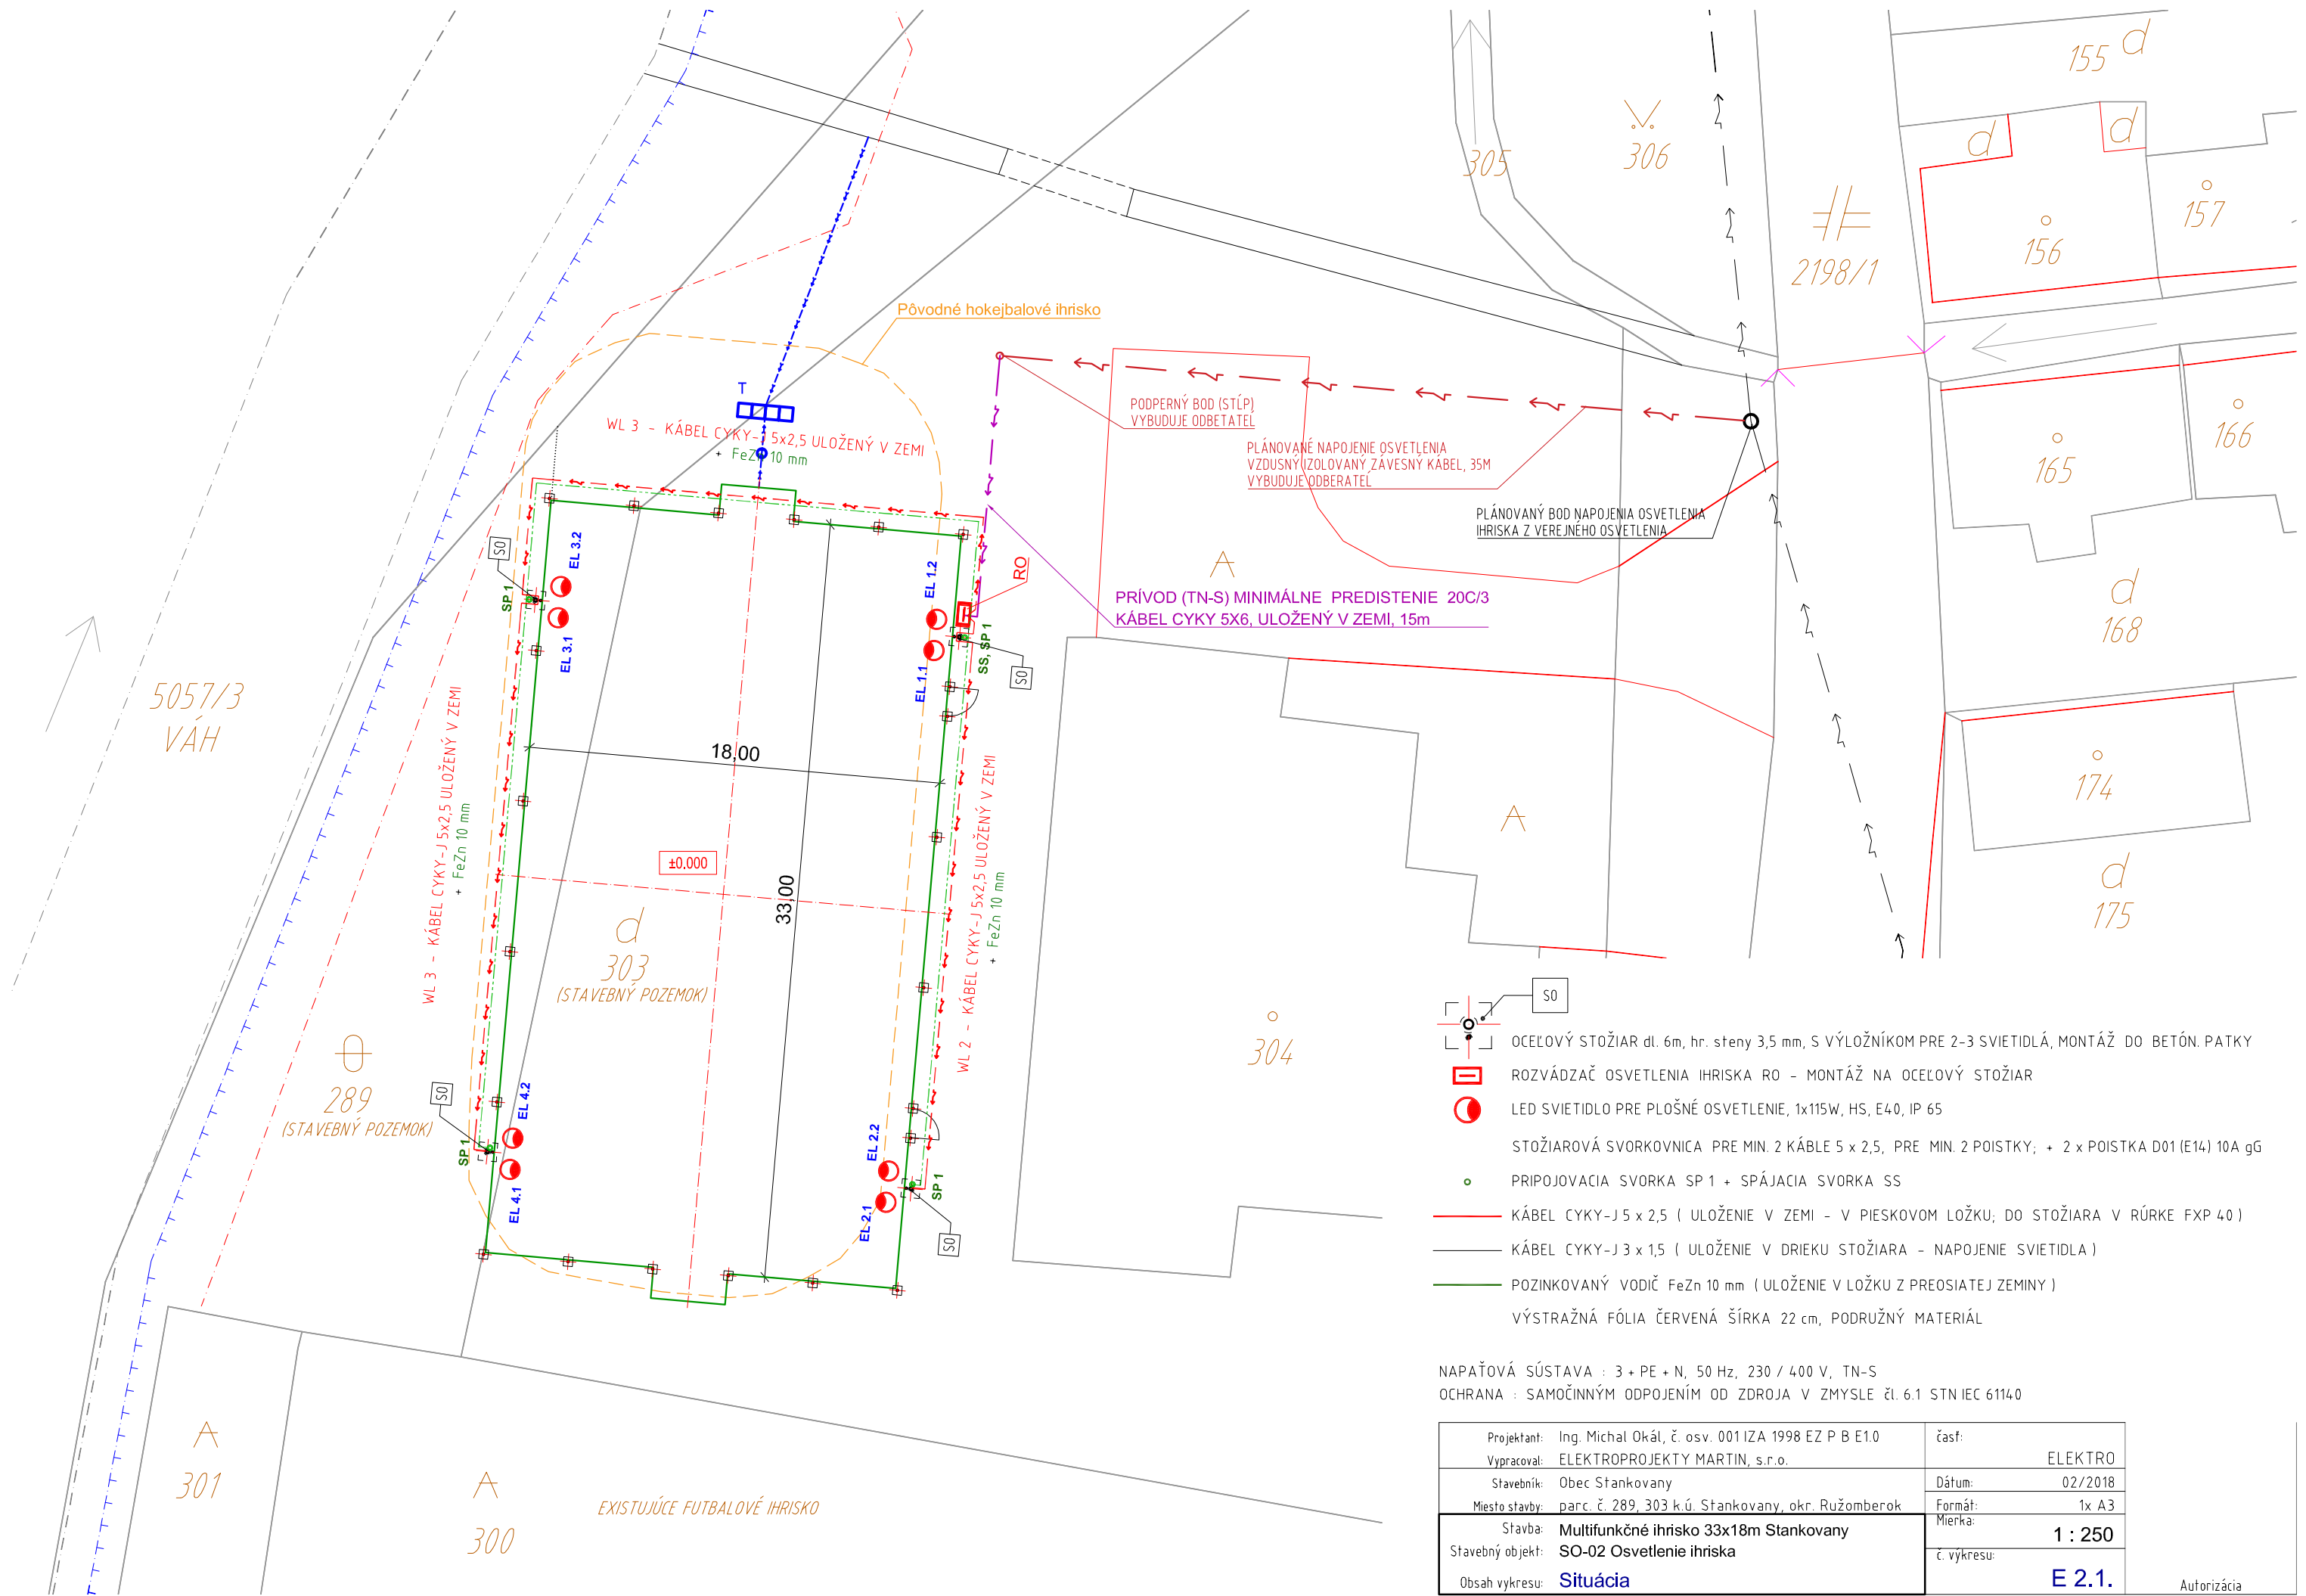 155 d
d
d
305
306
157
156
2198/1
Pôvodné hokejbalové ihrisko
T
WL 3 - KÁBEL CYKY-J 5x2,5 ULOŽENÝ V ZEMI
+ FeZn 10 mm
PODPERNÝ BOD (STĹP)
VYBUDUJE ODBETATEĽ
PLÁNOVANÉ NAPOJENIE OSVETLENIA
VZDUSNÝ IZOLOVANÝ ZÁVESNÝ KÁBEL, 35M
VYBUDUJE ODBERATEĽ
PLÁNOVANÝ BOD NAPOJENIA OSVETLENIA
IHRISKA Z VEREJNÉHO OSVETLENIA
166
165
SO
EL 3.2
SP 1
EL 3.1
EL 1.2
RO
EL 1.1
SS, SP 1
SO
PRÍVOD (TN-S) MINIMÁLNE PREDISTENIE 20C/3
KÁBEL CYKY 5X6, ULOŽENÝ V ZEMI, 15m
d
168
5057/3
VÁH
18,00
33,00
±0.000
WL 3 - KÁBEL CYKY-J 5x2,5 ULOŽENÝ V ZEMI
+ FeZn 10 mm
WL 2 - KÁBEL CYKY-J 5x2,5 ULOŽENÝ V ZEMI
+ FeZn 10 mm
174
d
175
d
303
(STAVEBNÝ POZEMOK)
289
(STAVEBNÝ POZEMOK)
304
SO
EL 4.2
SP 1
EL 4.1
EL 2.2
EL 2.1
SP 1
SO
301
300
EXISTUJÚCE FUTBALOVÉ IHRISKO
SO
OCEĽOVÝ STOŽIAR dl. 6m, hr. steny 3,5 mm, S VÝLOŽNÍKOM PRE 2-3 SVIETIDLÁ, MONTÁŽ DO BETÓN. PATKY
ROZVÁDZAČ OSVETLENIA IHRISKA RO - MONTÁŽ NA OCEĽOVÝ STOŽIAR
LED SVIETIDLO PRE PLOŠNÉ OSVETLENIE, 1x115W, HS, E40, IP 65
STOŽIAROVÁ SVORKOVNICA PRE MIN. 2 KÁBLE 5 x 2,5, PRE MIN. 2 POISTKY; + 2 x POISTKA D01 (E14) 10A gG
PRIPOJOVACIA SVORKA SP 1 + SPÁJACIA SVORKA SS
KÁBEL CYKY-J 5 x 2,5 ( ULOŽENIE V ZEMI - V PIESKOVOM LOŽKU; DO STOŽIARA V RÚRKE FXP 40 )
KÁBEL CYKY-J 3 x 1,5 ( ULOŽENIE V DRIEKU STOŽIARA - NAPOJENIE SVIETIDLA )
POZINKOVANÝ VODIČ FeZn 10 mm ( ULOŽENIE V LOŽKU Z PREOSIATEJ ZEMINY )
VÝSTRAŽNÁ FÓLIA ČERVENÁ ŠÍRKA 22 cm, PODRUŽNÝ MATERIÁL
NAPAŤOVÁ SÚSTAVA : 3 + PE + N, 50 Hz, 230 / 400 V, TN-S
OCHRANA : SAMOČINNÝM ODPOJENÍM OD ZDROJA V ZMYSLE čl. 6.1 STN IEC 61140
Projektant: Ing. Michal Okál, č. osv. 001 IZA 1998 EZ P B E1.0
Vypracoval: ELEKTROPROJEKTY MARTIN, s.r.o.
časť: ELEKTRO
Stavebník: Obec Stankovany
Dátum: 02/2018
Miesto stavby: parc. č. 289, 303 k.ú. Stankovany, okr. Ružomberok
Formát: 1x A3
Stavba: Multifunkčné ihrisko 33x18m Stankovany
Mierka: 1 : 250
Stavebný objekt: SO-02 Osvetlenie ihriska
Obsah vykresu: Situácia
č. výkresu: E 2.1.
Autorizácia